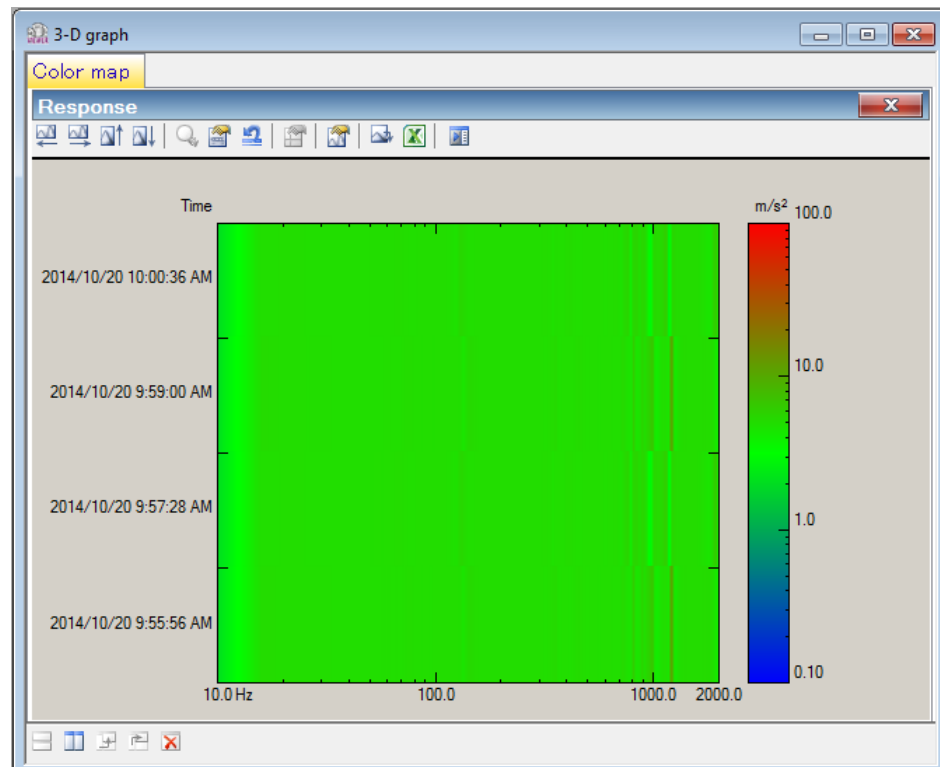 3-D graph
Color map
Response
Time
m/s² 100.0
2014/10/20 10:00:36 AM
10.0
2014/10/20 9:59:00 AM
2014/10/20 9:57:28 AM
1.0
2014/10/20 9:55:56 AM
0.10
10.0 Hz 100.0 1000.0 2000.0